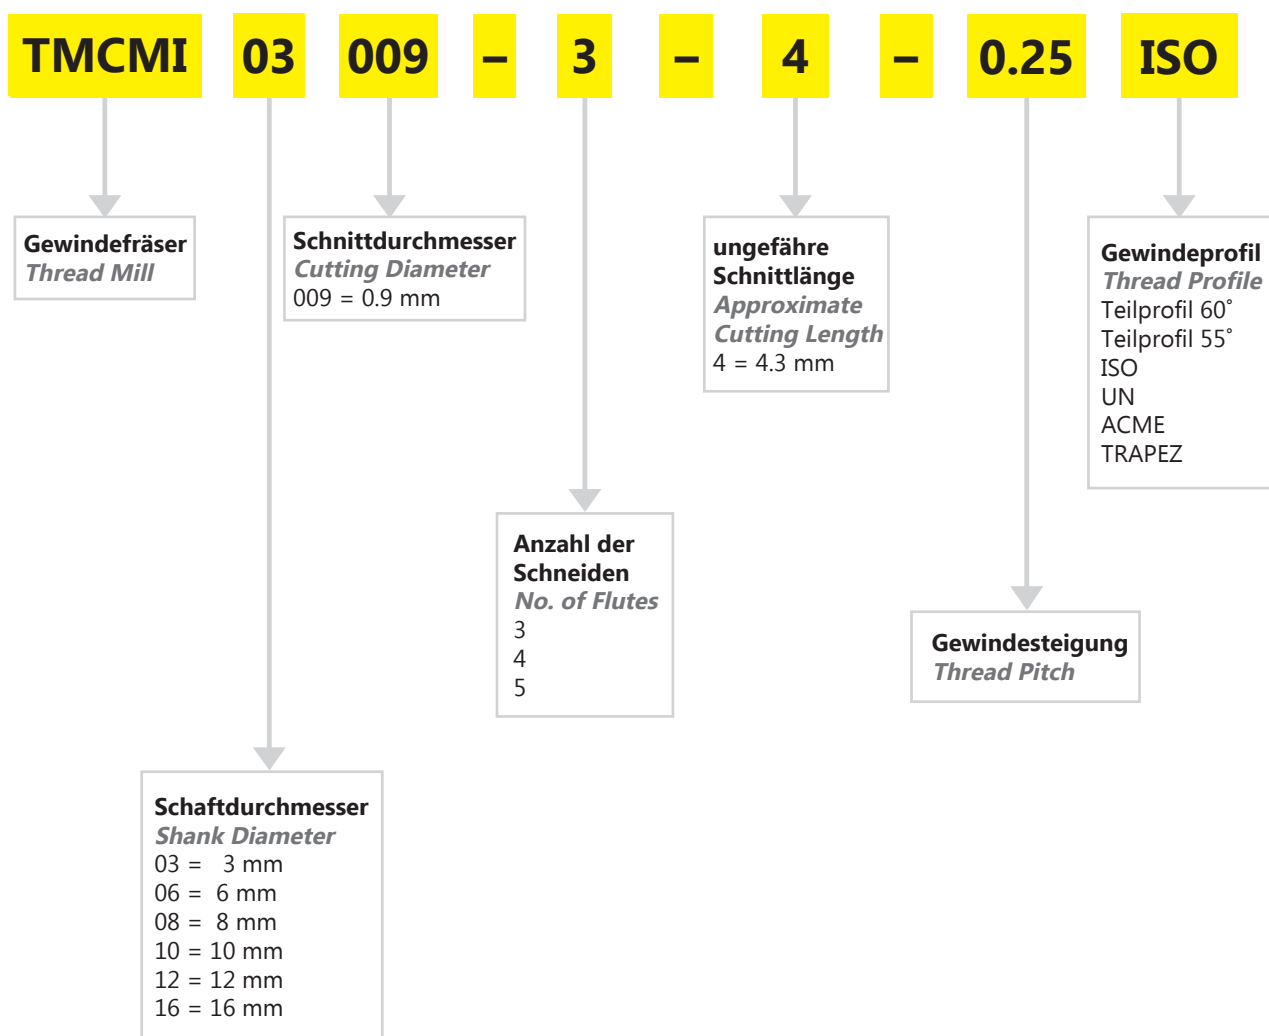 TMCMI 03 009 – 3 – 4 – 0.25 ISO
Gewindefräser
Thread Mill
Schnittdurchmesser
Cutting Diameter
009 = 0.9 mm
ungefähre
Schnittlänge
Approximate
Cutting Length
4 = 4.3 mm
Gewindeprofil
Thread Profile
Teilprofil 60°
Teilprofil 55°
ISO
UN
ACME
TRAPEZ
Anzahl der
Schneiden
No. of Flutes
3
4
5
Gewindesteigung
Thread Pitch
Schaftdurchmesser
Shank Diameter
03 = 3 mm
06 = 6 mm
08 = 8 mm
10 = 10 mm
12 = 12 mm
16 = 16 mm